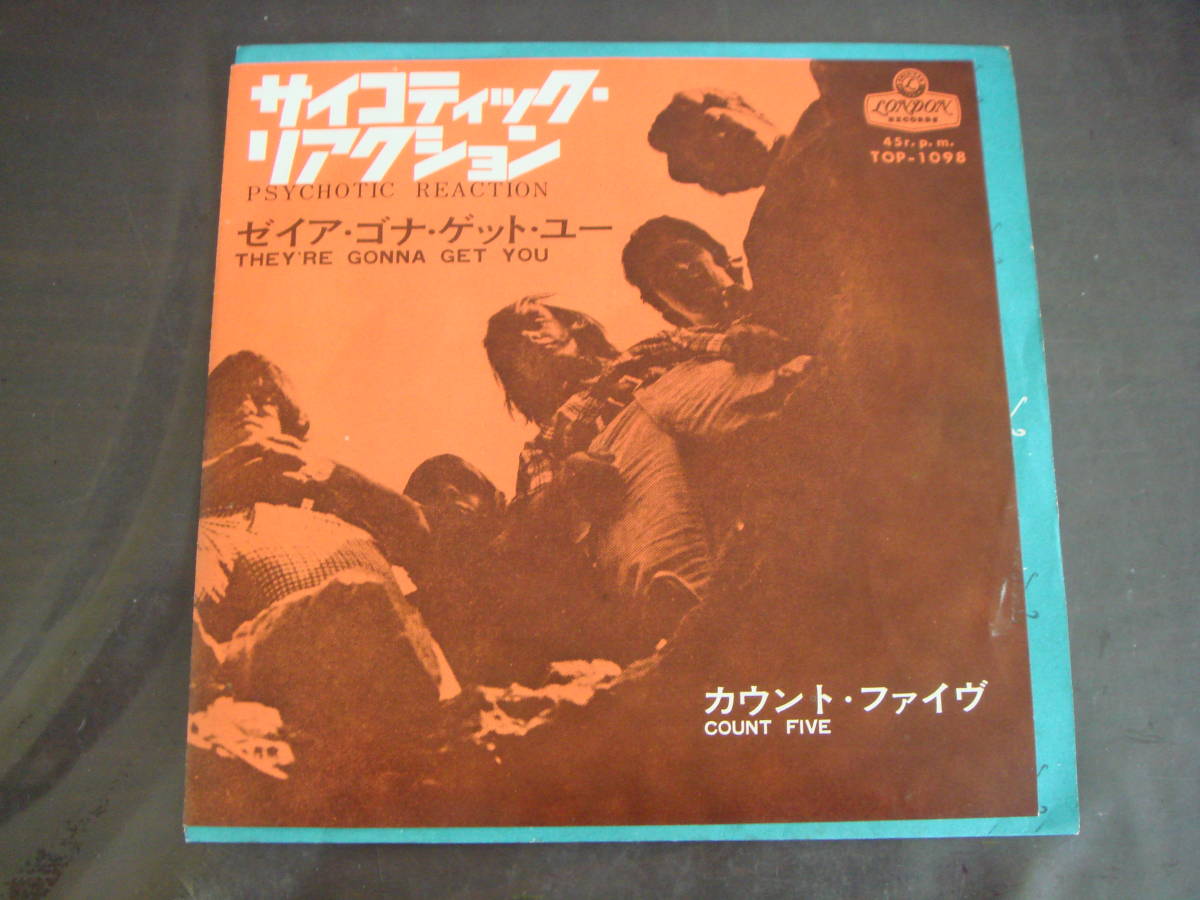 サイコティック・
リアクション
PSYCHOTIC REACTION
ゼイア・ゴナ・ゲット・ユー
THEY'RE GONNA GET YOU
LONDON
RECORDS
45r.p.m.
TOP-1098
カウント・ファイヴ
COUNT FIVE